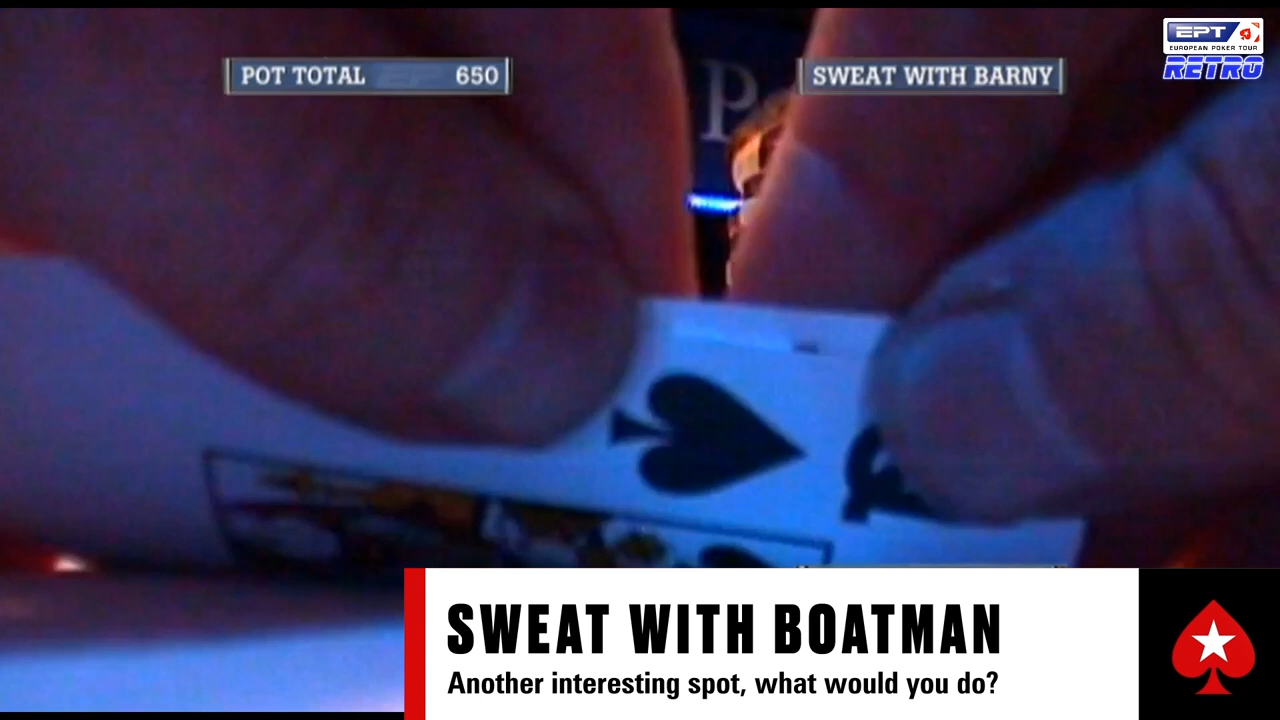 EPT
EUROPEAN POKER TOUR
RETRO
POT TOTAL 650
SWEAT WITH BARNY
P
SWEAT WITH BOATMAN
Another interesting spot, what would you do?